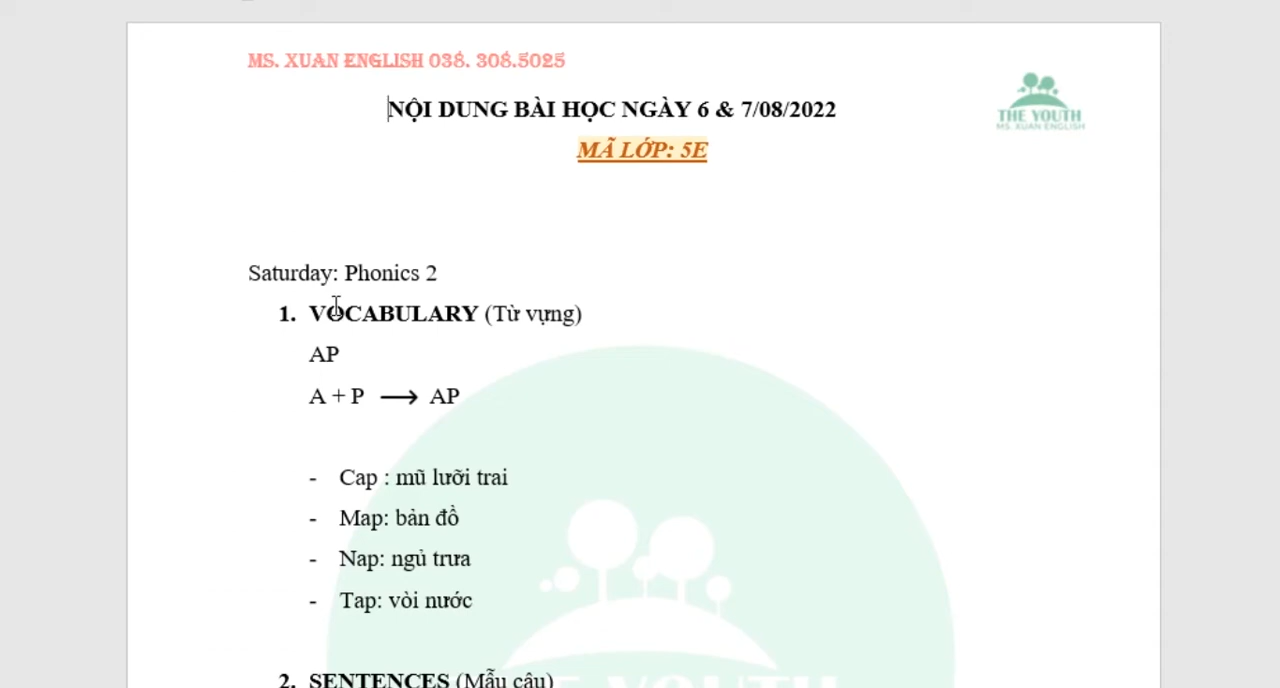 MS. XUAN ENGLISH 038. 308.5025
NỘI DUNG BÀI HỌC NGÀY 6 & 7/08/2022
THE YOUTH
MS. XUAN ENGLISH
MÃ LỚP: 5E
Saturday: Phonics 2
1. VOCABULARY (Từ vựng)
AP
A + P ⟶ AP
- Cap : mũ lưỡi trai
- Map: bản đồ
- Nap: ngủ trưa
- Tap: vòi nước
2. SENTENCES (Mẫu câu)
THE YOUTH